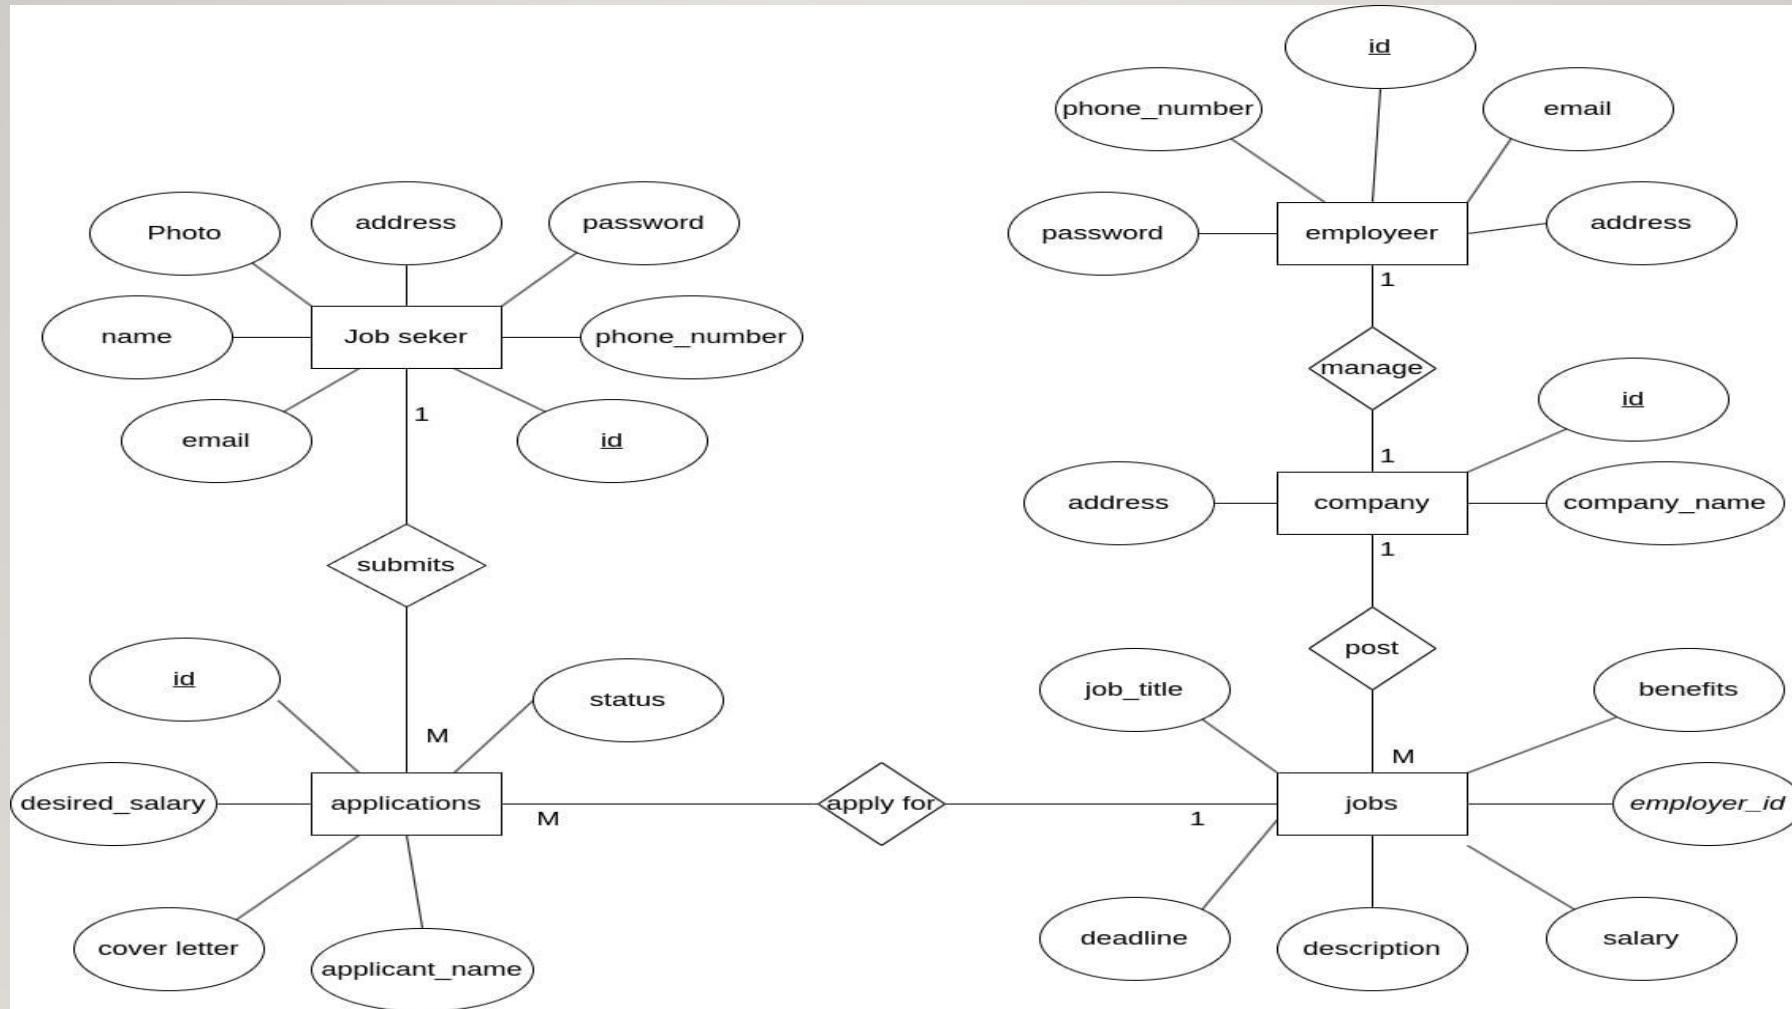 id
phone_number
email
password
employeer
address
1
manage
1
id
address
company
company_name
1
post
M
Photo
address
password
name
Job seker
phone_number
email
id
1
submits
M
id
status
desired_salary
applications
cover letter
applicant_name
M
apply for
1
job_title
benefits
jobs
employer_id
deadline
description
salary